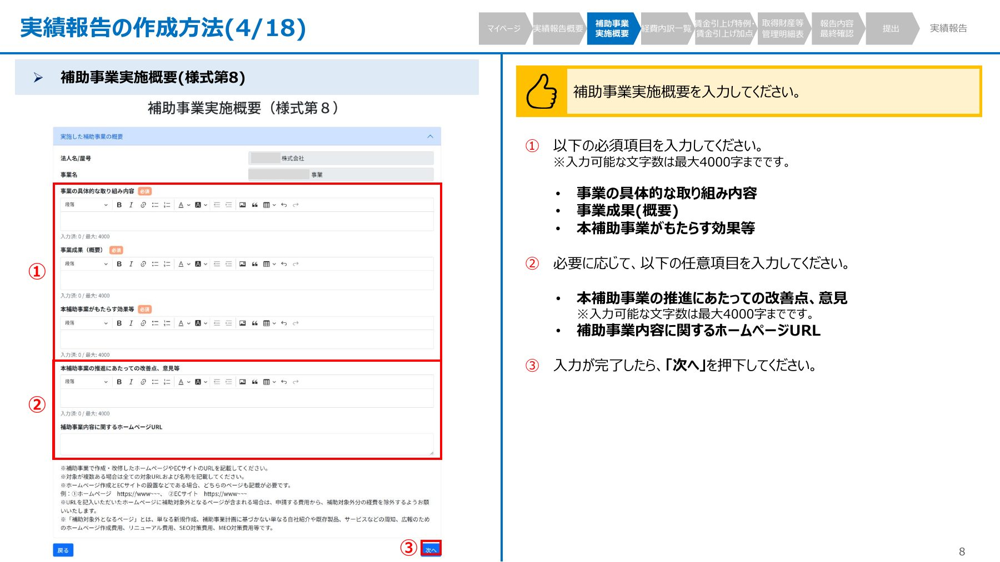 実績報告の作成方法(4/18)
マイページ
実績報告概要
補助事業
実施概要
経費内訳一覧
賃金引上げ特例・
賃金引上げ加点
取得財産等
管理明細表
報告内容
最終確認
提出
実績報告
➢ 補助事業実施概要(様式第8)
補助事業実施概要（様式第８）
実施した補助事業の概要
法人名/屋号 株式会社
事業名 事業
事業の具体的な取り組み内容 必須
段落 B I A A
入力済: 0 / 最大: 4000
事業成果（概要） 必須
段落 B I A A
入力済: 0 / 最大: 4000
①
本補助事業がもたらす効果等 必須
段落 B I A A
入力済: 0 / 最大: 4000
本補助事業の推進にあたっての改善点、意見等
段落 B I A A
②
入力済: 0 / 最大: 4000
補助事業内容に関するホームページURL
※補助事業で作成・改修したホームページやECサイトのURLを記載してください。
※対象が複数ある場合は全ての対象URLおよび名称を記載してください。
※ホームページ作成とECサイトの設置などである場合、どちらのページも記載が必要です。
例：①ホームページ　https://www~~~、 ②ECサイト　https://www~~~
※URLを記入いただいたホームページに補助対象外となるページが含まれる場合は、申請する費用から、補助対象外分の経費を除外するようお願
いいたします。
※「補助対象外となるページ」とは、単なる新規作成、補助事業計画に基づかない単なる自社紹介や既存製品、サービスなどの周知、広報のため
のホームページ作成費用、リニューアル費用、SEO対策費用、MEO対策費用等です。
戻る
③ 次へ
補助事業実施概要を入力してください。
① 以下の必須項目を入力してください。
※入力可能な文字数は最大4000字までです。
• 事業の具体的な取り組み内容
• 事業成果(概要)
• 本補助事業がもたらす効果等
② 必要に応じて、以下の任意項目を入力してください。
• 本補助事業の推進にあたっての改善点、意見
※入力可能な文字数は最大4000字までです。
• 補助事業内容に関するホームページURL
③ 入力が完了したら、「次へ」を押下してください。
8